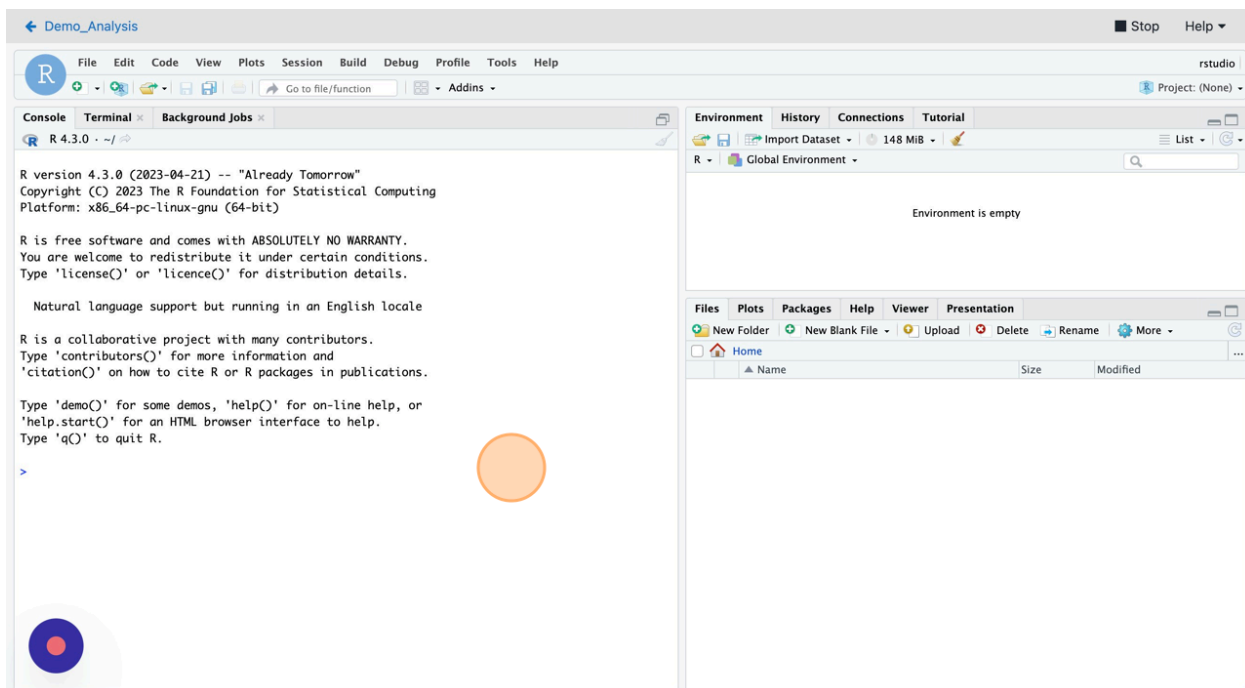 Demo_Analysis Stop Help
R File Edit Code View Plots Session Build Debug Profile Tools Help rstudio
Go to file/function Addins Project: (None)
Console Terminal Background Jobs
R 4.3.0 · ~/
R version 4.3.0 (2023-04-21) -- "Already Tomorrow"
Copyright (C) 2023 The R Foundation for Statistical Computing
Platform: x86_64-pc-linux-gnu (64-bit)
R is free software and comes with ABSOLUTELY NO WARRANTY.
You are welcome to redistribute it under certain conditions.
Type 'license()' or 'licence()' for distribution details.
Natural language support but running in an English locale
R is a collaborative project with many contributors.
Type 'contributors()' for more information and
'citation()' on how to cite R or R packages in publications.
Type 'demo()' for some demos, 'help()' for on-line help, or
'help.start()' for an HTML browser interface to help.
Type 'q()' to quit R.
>
Environment History Connections Tutorial
Import Dataset 148 MiB List
R Global Environment
Environment is empty
Files Plots Packages Help Viewer Presentation
New Folder New Blank File Upload Delete Rename More
Home ...
Name Size Modified